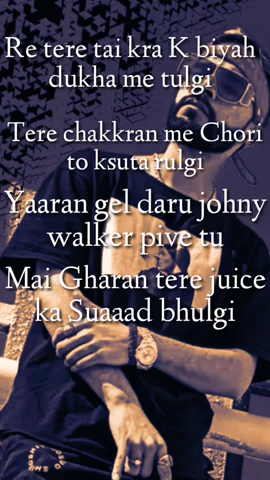 Re tere tai kra K biyah
dukha me tulgi
Tere chakkran me Chori
to ksuta rulgi
Yaaran gel daru johny
walker pive tu
Mai Gharan tere juice
ka Suaaad bhulgi